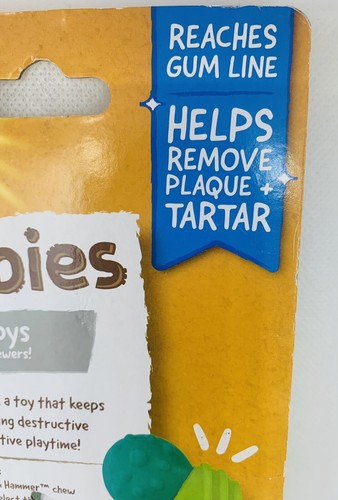 REACHES
GUM LINE
HELPS
REMOVE
PLAQUE +
TARTAR
bies
oys
ewers!
a toy that keeps
ng destructive
tive playtime!
Hammer™ chew